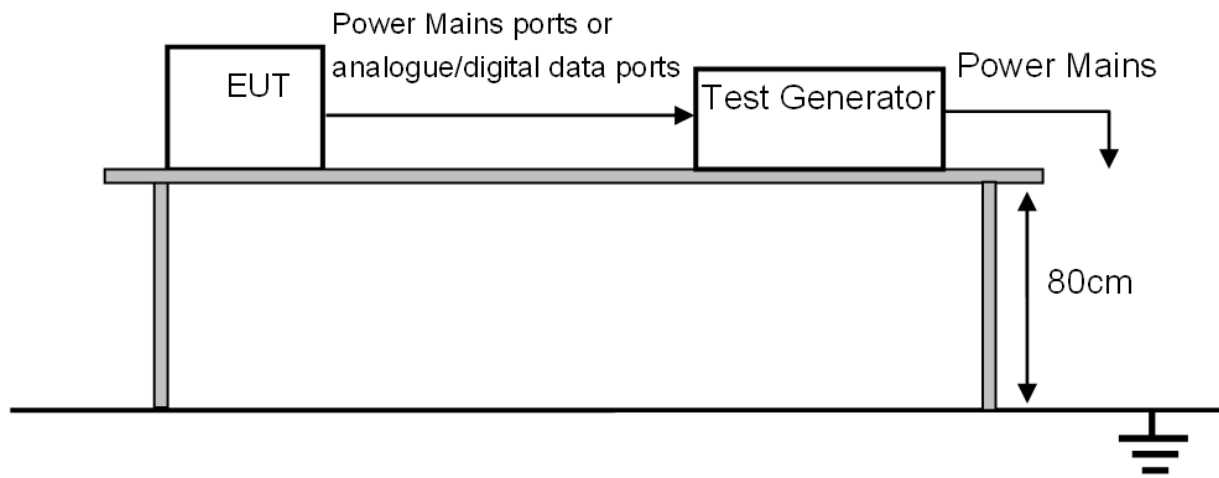 Power Mains ports or
analogue/digital data ports
EUT
Test Generator
Power Mains
80cm